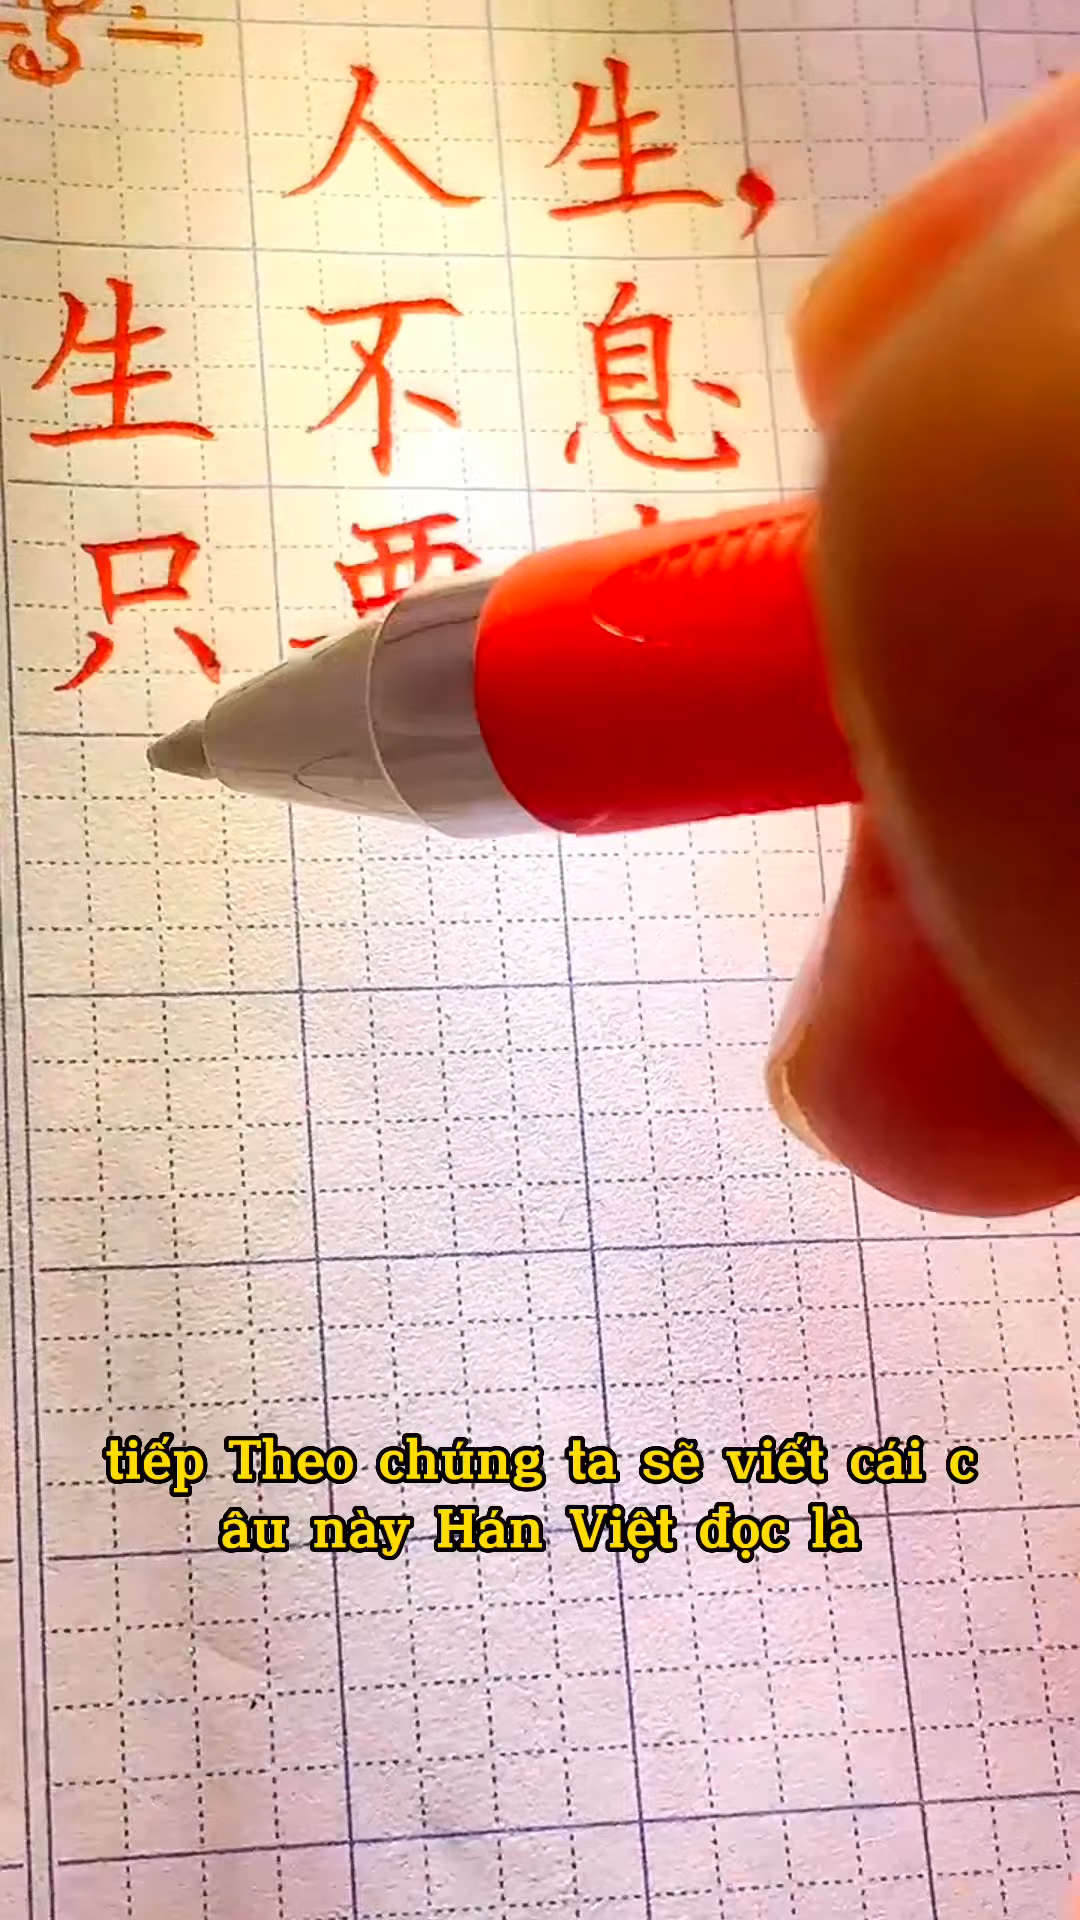 人生,
生不息
只要
tiếp Theo chúng ta sẽ viết cái c
âu này Hán Việt đọc là